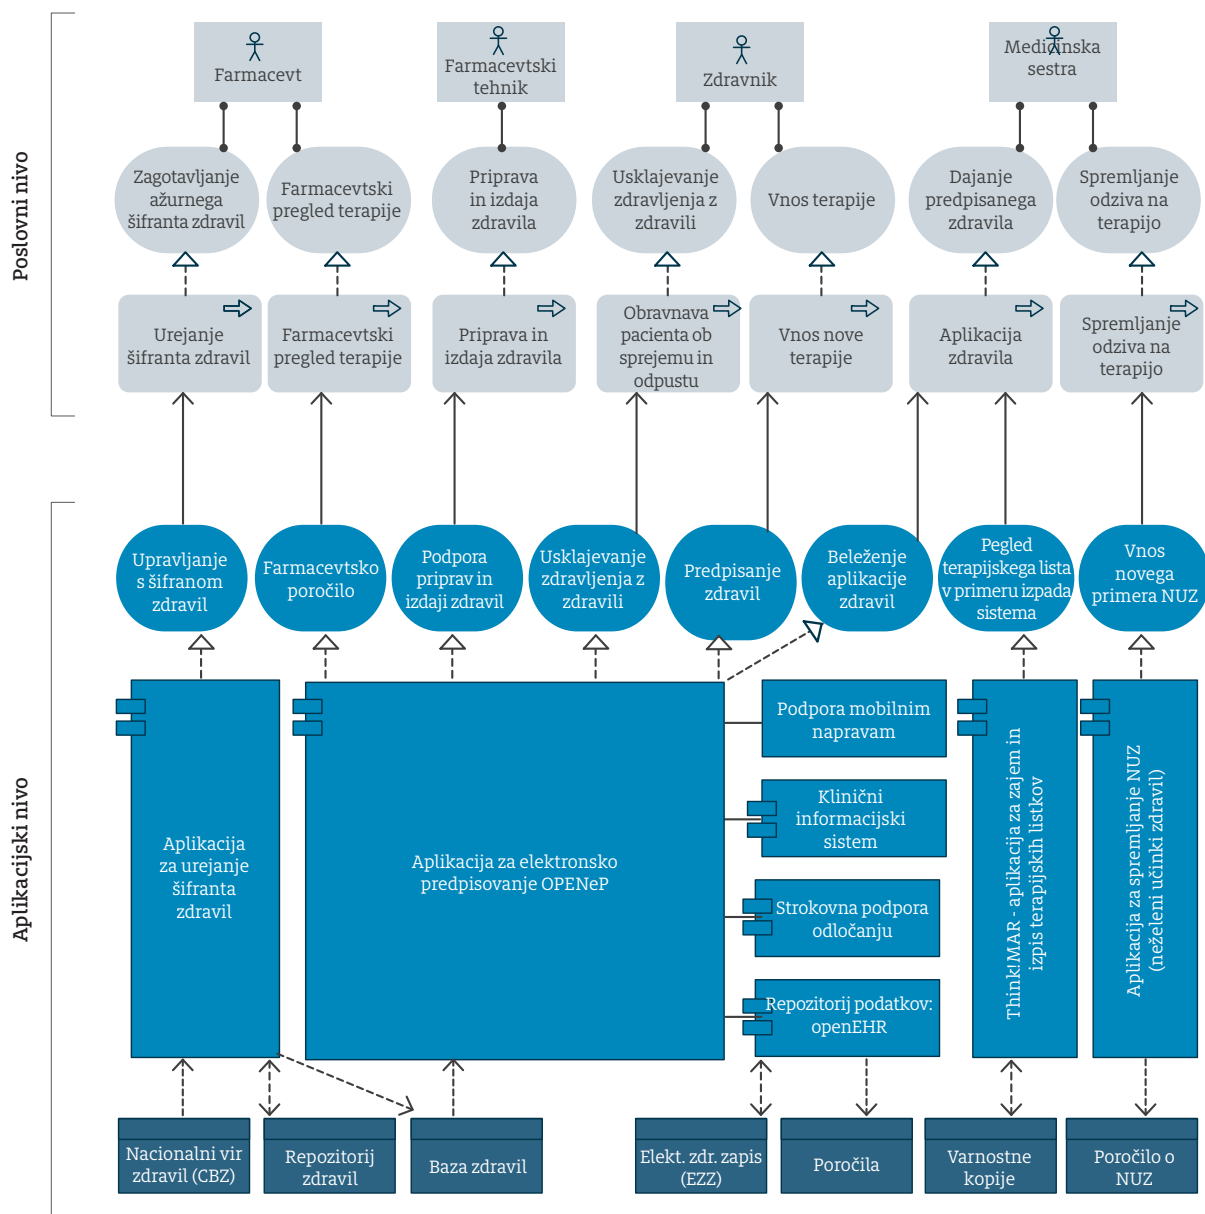 Poslovni nivo
Farmacevt
Farmacevtski
tehnik
Zdravnik
Medicinska
sestra
Zagotavljanje
ažurnega
šifranta zdravil
Farmacevtski
pregled terapije
Priprava
in izdaja
zdravila
Usklajevanje
zdravljenja z
zdravili
Vnos terapije
Dajanje
predpisanega
zdravila
Spremljanje
odziva na
terapijo
Urejanje
šifranta zdravil
Farmacevtski
pregled terapije
Priprava in
izdaja zdravila
Obravnava
pacienta ob
sprejemu in
odpustu
Vnos nove
terapije
Aplikacija
zdravila
Spremljanje
odziva na
terapijo
Aplikacijski nivo
Upravljanje
s šifranom
zdravil
Farmacevtsko
poročilo
Podpora
priprav in
izdaji zdravil
Usklajevanje
zdravljenja z
zdravili
Predpisanje
zdravil
Beleženje
aplikacije
zdravil
Pegled
terapijskega lista
v primeru izpada
sistema
Vnos
novega
primera NUZ
Aplikacija
za urejanje
šifranta
zdravil
Aplikacija za elektronsko
predpisovanje OPENeP
Podpora mobilnim
napravam
Klinični
informacijski
sistem
Strokovna podpora
odločanju
Repozitorij podatkov:
openEHR
Think!MAR - aplikacija za zajem in
izpis terapijskih listkov
Aplikacija za spremljanje NUZ
(neželeni učinki zdravil)
Nacionalni vir
zdravil (CBZ)
Repozitorij
zdravil
Baza zdravil
Elekt. zdr. zapis
(EZZ)
Poročila
Varnostne
kopije
Poročilo o
NUZ